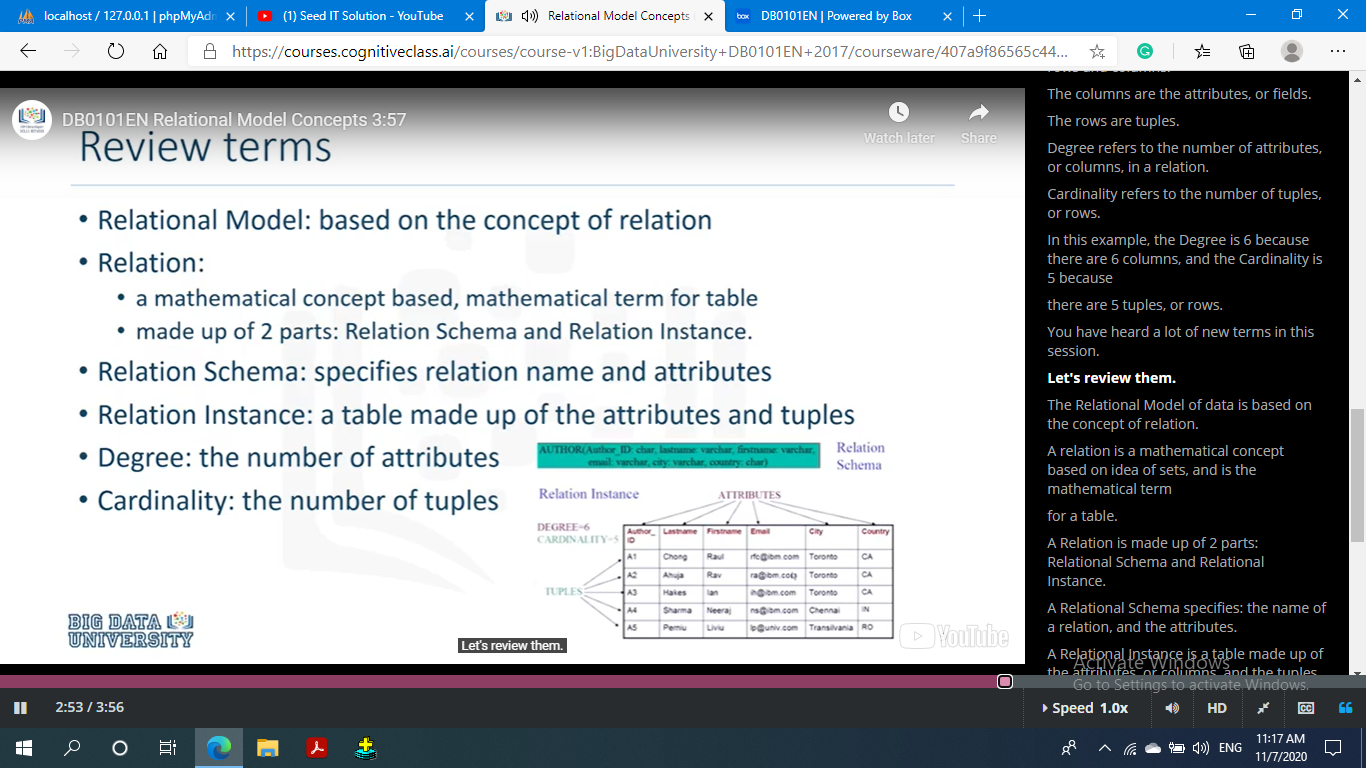 localhost / 127.0.0.1 | phpMyAdm
(1) Seed IT Solution - YouTube
Relational Model Concepts
box
DB0101EN | Powered by Box
https://courses.cognitiveclass.ai/courses/course-v1:BigDataUniversity+DB0101EN+2017/courseware/407a9f86565c44...
DB0101EN Relational Model Concepts 3:57
Watch later
Share
Review terms
• Relational Model: based on the concept of relation
• Relation:
• a mathematical concept based, mathematical term for table
• made up of 2 parts: Relation Schema and Relation Instance.
• Relation Schema: specifies relation name and attributes
• Relation Instance: a table made up of the attributes and tuples
• Degree: the number of attributes
• Cardinality: the number of tuples
AUTHOR(Author_ID: char, lastname: varchar, firstname: varchar,
email: varchar, city: varchar, country: char)
Relation
Schema
Relation Instance
ATTRIBUTES
DEGREE=6
CARDINALITY=5
TUPLES
Author_ID Lastname Firstname Email City Country
A1 Chong Raul rfc@ibm.com Toronto CA
A2 Ahuja Rav ra@ibm.com Toronto CA
A3 Hakes Ian ih@ibm.com Toronto CA
A4 Sharma Neeraj ns@ibm.com Chennai IN
A5 Perniu Liviu lp@univ.com Transilvania RO
BIG DATA
UNIVERSITY
Let's review them.
YouTube
rows and columns.
The columns are the attributes, or fields.
The rows are tuples.
Degree refers to the number of attributes,
or columns, in a relation.
Cardinality refers to the number of tuples,
or rows.
In this example, the Degree is 6 because
there are 6 columns, and the Cardinality is
5 because
there are 5 tuples, or rows.
You have heard a lot of new terms in this
session.
Let's review them.
The Relational Model of data is based on
the concept of relation.
A relation is a mathematical concept
based on idea of sets, and is the
mathematical term
for a table.
A Relation is made up of 2 parts:
Relational Schema and Relational
Instance.
A Relational Schema specifies: the name of
a relation, and the attributes.
A Relational Instance is a table made up of
the attributes, or columns, and the tuples,
Activate Windows
Go to Settings to activate Windows.
2:53 / 3:56
Speed 1.0x
HD
CC
ENG
11:17 AM
11/7/2020